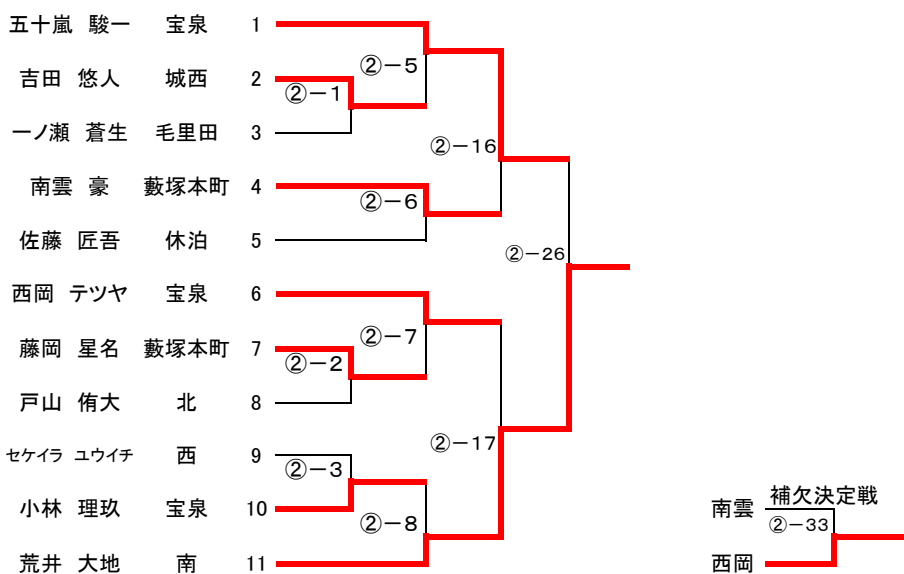 五十嵐 駿一 宝泉 1
②－5
吉田 悠人 城西 2
②－1
一ノ瀬 蒼生 毛里田 3
②－16
南雲 豪 藪塚本町 4
②－6
佐藤 匠吾 休泊 5
②－26
西岡 テツヤ 宝泉 6
②－7
藤岡 星名 藪塚本町 7
②－2
戸山 侑大 北 8
②－17
セケイラ ユウイチ 西 9
②－3
小林 理玖 宝泉 10
②－8
荒井 大地 南 11
補欠決定戦
南雲
②－33
西岡